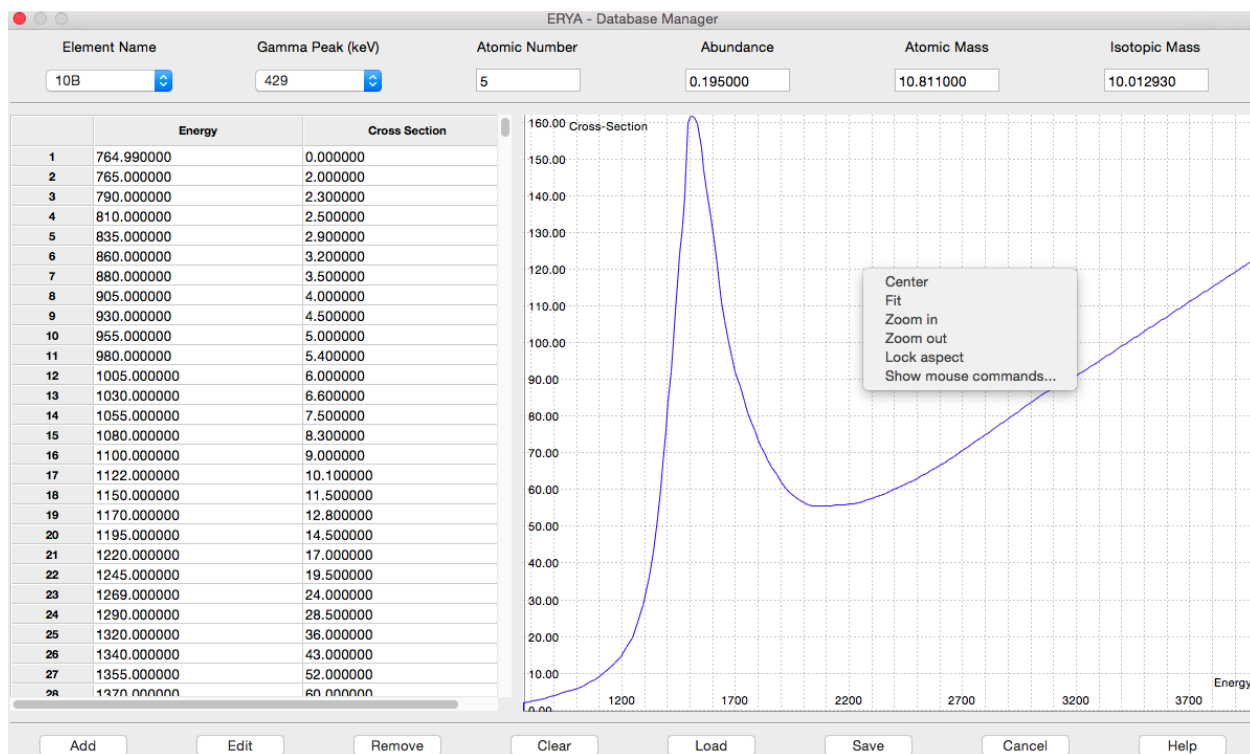 ERYA - Database Manager
Element Name Gamma Peak (keV) Atomic Number Abundance Atomic Mass Isotopic Mass
10B 429 5 0.195000 10.811000 10.012930
Energy Cross Section
1 764.990000 0.000000
2 765.000000 2.000000
3 790.000000 2.300000
4 810.000000 2.500000
5 835.000000 2.900000
6 860.000000 3.200000
7 880.000000 3.500000
8 905.000000 4.000000
9 930.000000 4.500000
10 955.000000 5.000000
11 980.000000 5.400000
12 1005.000000 6.000000
13 1030.000000 6.600000
14 1055.000000 7.500000
15 1080.000000 8.300000
16 1100.000000 9.000000
17 1122.000000 10.100000
18 1150.000000 11.500000
19 1170.000000 12.800000
20 1195.000000 14.500000
21 1220.000000 17.000000
22 1245.000000 19.500000
23 1269.000000 24.000000
24 1290.000000 28.500000
25 1320.000000 36.000000
26 1340.000000 43.000000
27 1355.000000 52.000000
28 1370.000000 60.000000
160.00 Cross-Section
150.00
140.00
130.00
120.00
110.00
100.00
90.00
80.00
70.00
60.00
50.00
40.00
30.00
20.00
10.00
0.00
Center
Fit
Zoom in
Zoom out
Lock aspect
Show mouse commands...
Energy
1200 1700 2200 2700 3200 3700
Add Edit Remove Clear Load Save Cancel Help